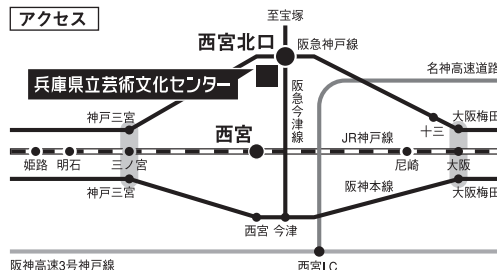 アクセス
至宝塚
西宮北口
阪急神戸線
名神高速道路
兵庫県立芸術文化センター
阪急今津線
神戸三宮
十三
大阪梅田
西宮
JR神戸線
姫路
明石
三ノ宮
尼崎
大阪
神戸三宮
阪神本線
大阪梅田
西宮
今津
阪神高速3号神戸線
西宮I.C